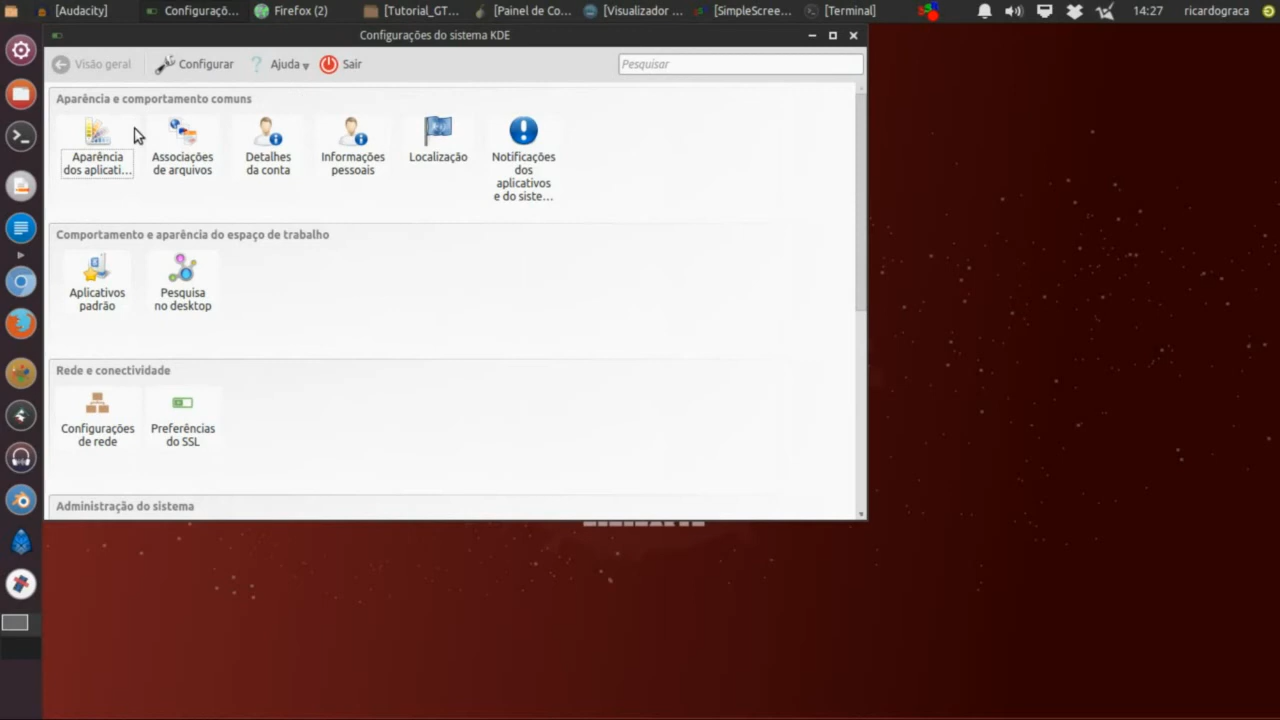 [Audacity]
Configuraçõ...
Firefox (2)
[Tutorial_GT...
[Painel de Co...
[Visualizador ...
[SimpleScree...
[Terminal]
14:27
ricardograca
Configurações do sistema KDE
Visão geral
Configurar
Ajuda
Sair
Pesquisar
Aparência e comportamento comuns
Aparência
dos aplicati...
Associações
de arquivos
Detalhes
da conta
Informações
pessoais
Localização
Notificações
dos
aplicativos
e do siste...
Comportamento e aparência do espaço de trabalho
Aplicativos
padrão
Pesquisa
no desktop
Rede e conectividade
Configurações
de rede
Preferências
do SSL
Administração do sistema